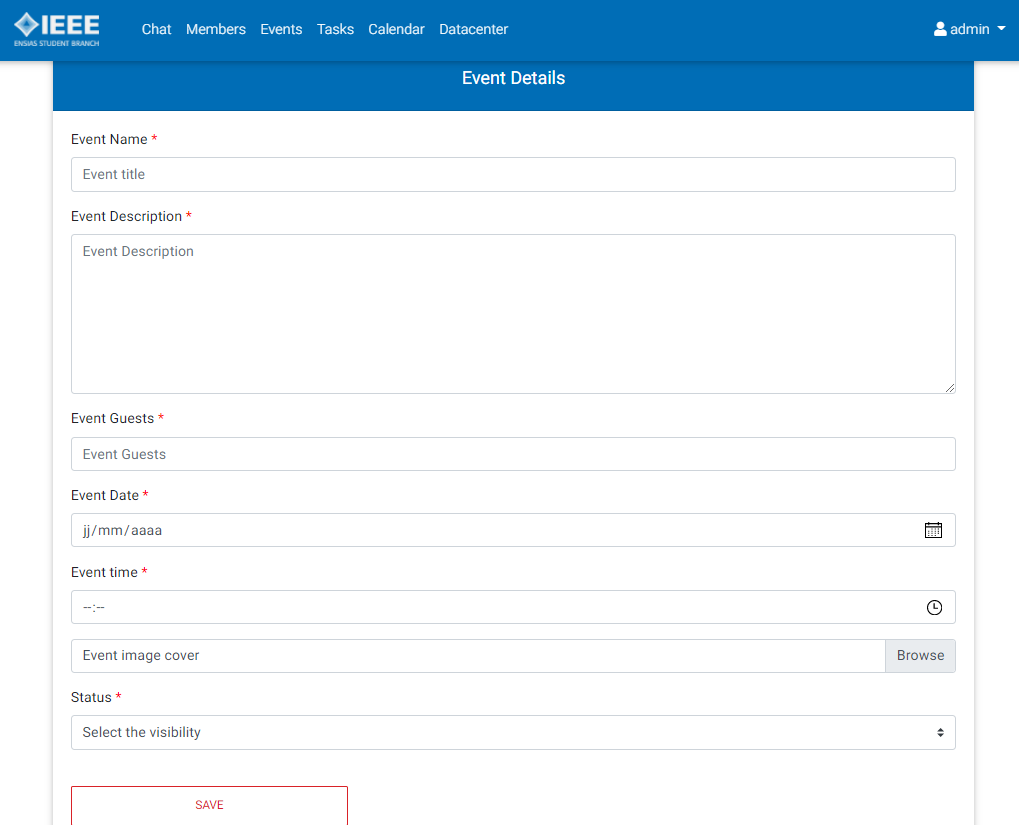 IEEE
ENSIAS STUDENT BRANCH
Chat Members Events Tasks Calendar Datacenter admin
Event Details
Event Name *
Event title
Event Description *
Event Description
Event Guests *
Event Guests
Event Date *
jj/mm/aaaa
Event time *
--:--
Event image cover Browse
Status *
Select the visibility
SAVE